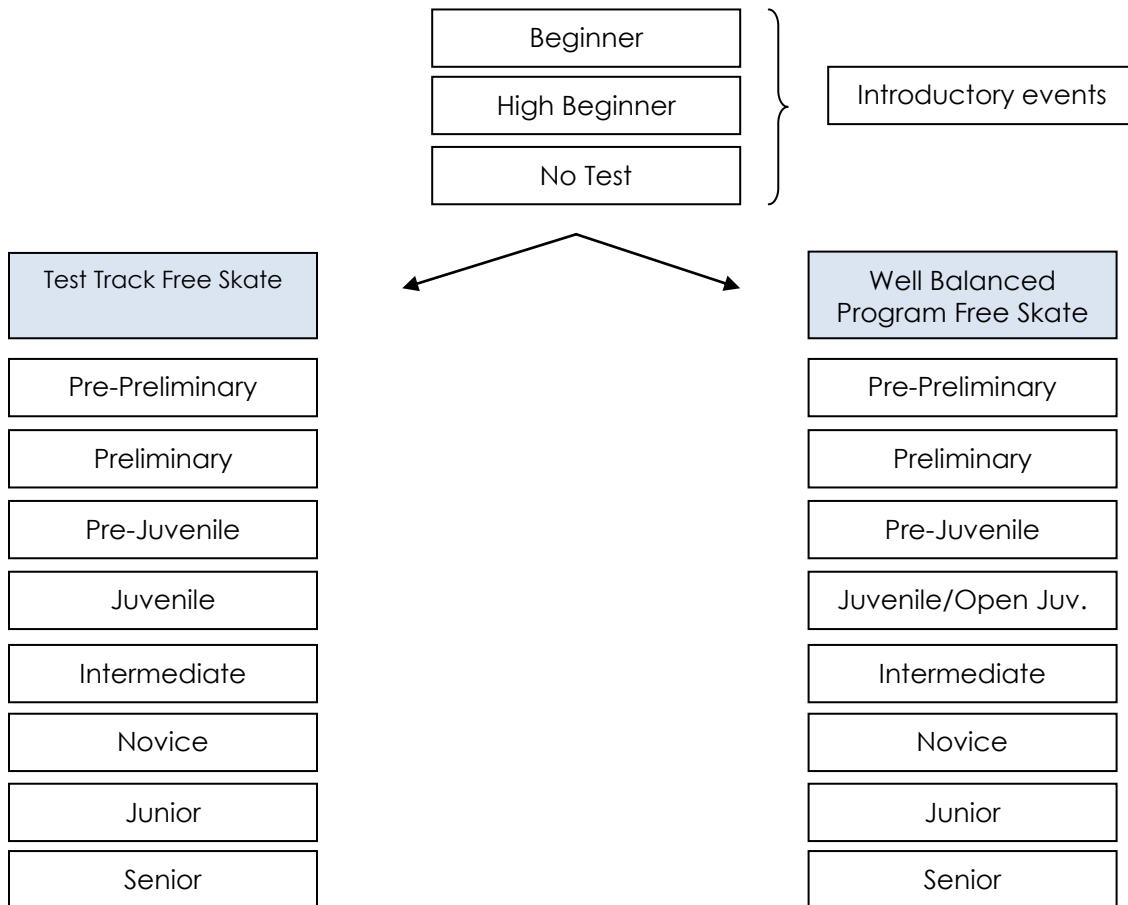 Beginner
High Beginner
No Test
Introductory events
Test Track Free Skate
Pre-Preliminary
Preliminary
Pre-Juvenile
Juvenile
Intermediate
Novice
Junior
Senior
Well Balanced
Program Free Skate
Pre-Preliminary
Preliminary
Pre-Juvenile
Juvenile/Open Juv.
Intermediate
Novice
Junior
Senior